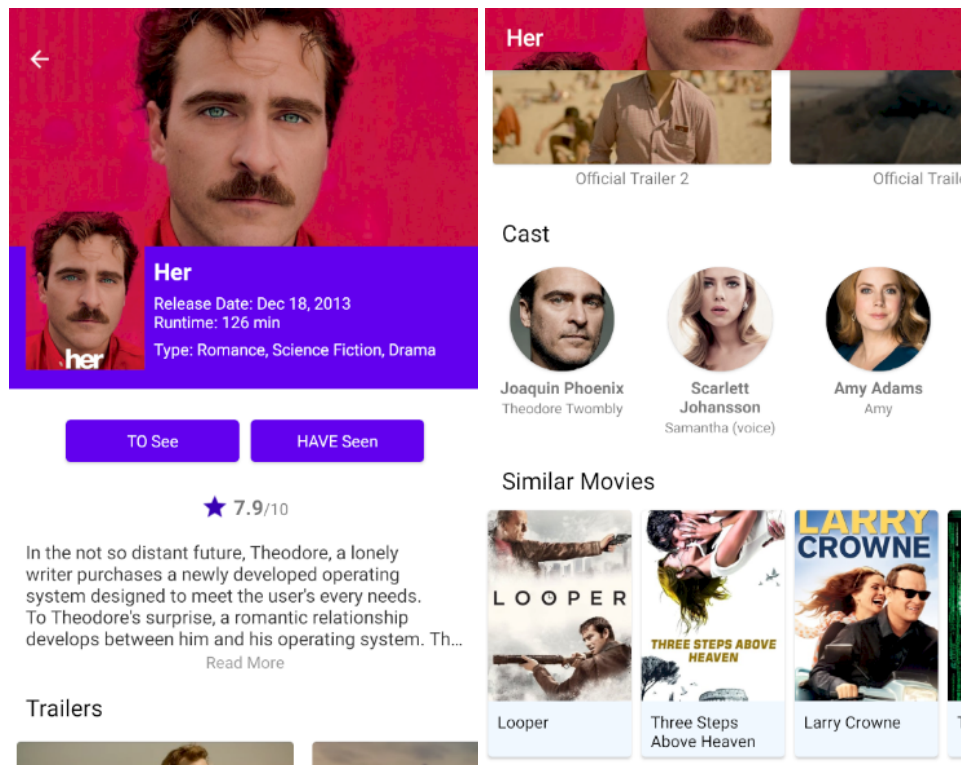 her
Her
Release Date: Dec 18, 2013
Runtime: 126 min
Type: Romance, Science Fiction, Drama
TO See
HAVE Seen
7.9/10
In the not so distant future, Theodore, a lonely
writer purchases a newly developed operating
system designed to meet the user's every needs.
To Theodore's surprise, a romantic relationship
develops between him and his operating system. Th...
Read More
Trailers
Her
Official Trailer 2
Official Traile
Cast
Joaquin Phoenix
Theodore Twombly
Scarlett
Johansson
Samantha (voice)
Amy Adams
Amy
Similar Movies
LOOPER
THREE STEPS ABOVE
HEAVEN
LARRY
CROWNE
Looper
Three Steps
Above Heaven
Larry Crowne